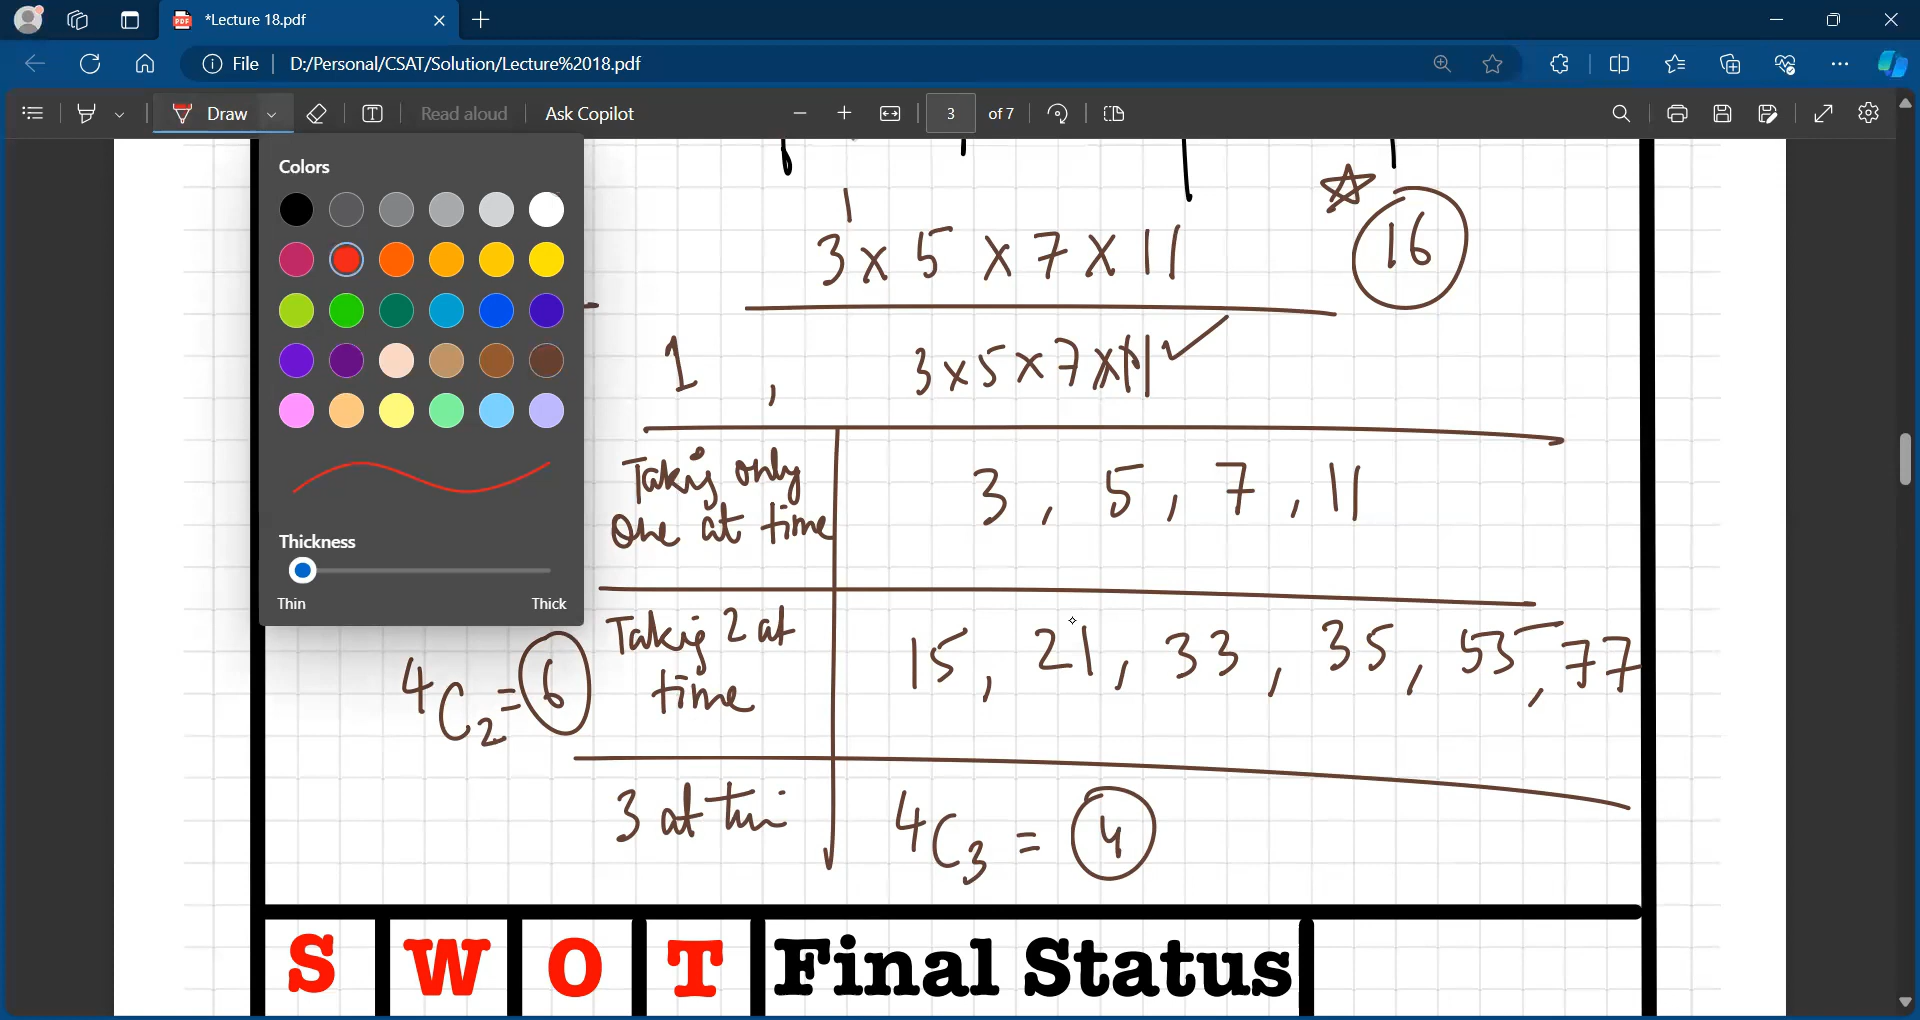 *Lecture 18.pdf
File
D:/Personal/CSAT/Solution/Lecture%2018.pdf
Draw
Read aloud
Ask Copilot
3 of 7
Colors
Thickness
Thin Thick
1
3 x 5 x 7 x 11
16
1 , 3x5x7x11
Taking only
one at time
3 , 5 , 7 , 11
Takig 2 at
time
15, 21, 33, 35, 55, 77
4C2=6
3 at
4C3 = 4
S W O T Final Status